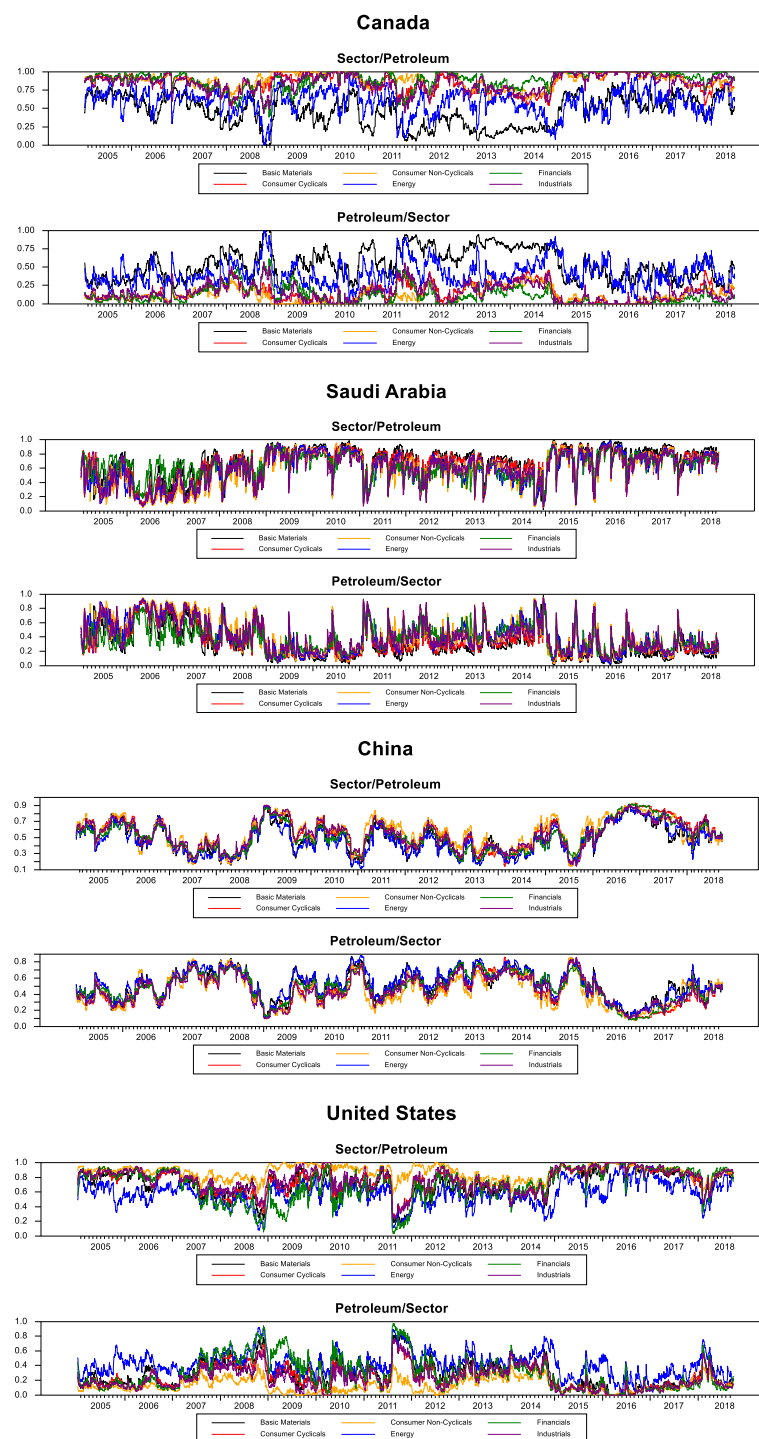 Canada
Sector/Petroleum
1.00
0.75
0.50
0.25
0.00
2005 2006 2007 2008 2009 2010 2011 2012 2013 2014 2015 2016 2017 2018
Basic Materials Consumer Non-Cyclicals Financials
Consumer Cyclicals Energy Industrials
Petroleum/Sector
1.00
0.75
0.50
0.25
0.00
2005 2006 2007 2008 2009 2010 2011 2012 2013 2014 2015 2016 2017 2018
Basic Materials Consumer Non-Cyclicals Financials
Consumer Cyclicals Energy Industrials
Saudi Arabia
Sector/Petroleum
1.0
0.8
0.6
0.4
0.2
0.0
2005 2006 2007 2008 2009 2010 2011 2012 2013 2014 2015 2016 2017 2018
Basic Materials Consumer Non-Cyclicals Financials
Consumer Cyclicals Energy Industrials
Petroleum/Sector
1.0
0.8
0.6
0.4
0.2
0.0
2005 2006 2007 2008 2009 2010 2011 2012 2013 2014 2015 2016 2017 2018
Basic Materials Consumer Non-Cyclicals Financials
Consumer Cyclicals Energy Industrials
China
Sector/Petroleum
0.9
0.7
0.5
0.3
0.1
2005 2006 2007 2008 2009 2010 2011 2012 2013 2014 2015 2016 2017 2018
Basic Materials Consumer Non-Cyclicals Financials
Consumer Cyclicals Energy Industrials
Petroleum/Sector
0.8
0.6
0.4
0.2
0.0
2005 2006 2007 2008 2009 2010 2011 2012 2013 2014 2015 2016 2017 2018
Basic Materials Consumer Non-Cyclicals Financials
Consumer Cyclicals Energy Industrials
United States
Sector/Petroleum
1.0
0.8
0.6
0.4
0.2
0.0
2005 2006 2007 2008 2009 2010 2011 2012 2013 2014 2015 2016 2017 2018
Basic Materials Consumer Non-Cyclicals Financials
Consumer Cyclicals Energy Industrials
Petroleum/Sector
1.0
0.8
0.6
0.4
0.2
0.0
2005 2006 2007 2008 2009 2010 2011 2012 2013 2014 2015 2016 2017 2018
Basic Materials Consumer Non-Cyclicals Financials
Consumer Cyclicals Energy Industrials